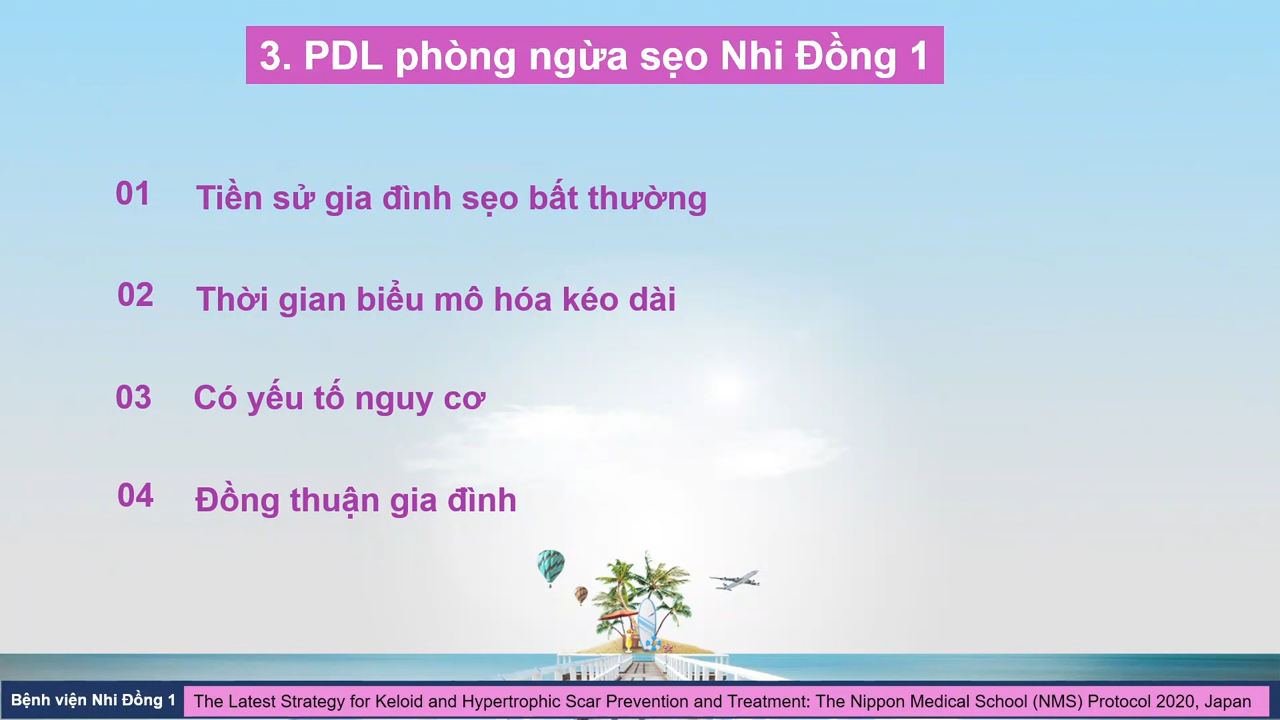 3. PDL phòng ngừa sẹo Nhi Đồng 1
01 Tiền sử gia đình sẹo bất thường
02 Thời gian biểu mô hóa kéo dài
03 Có yếu tố nguy cơ
04 Đồng thuận gia đình
Bệnh viện Nhi Đồng 1 The Latest Strategy for Keloid and Hypertrophic Scar Prevention and Treatment: The Nippon Medical School (NMS) Protocol 2020, Japan